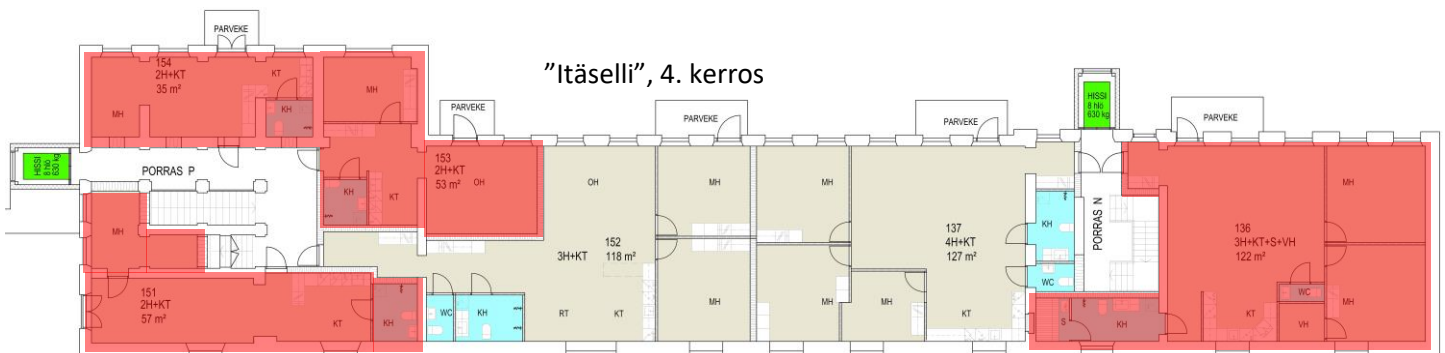 ”Itäselli”, 4. kerros
PARVEKE
154
2H+KT
35 m²
KT
MH
KH
MH
HISSI
8 hlö
630 kg
PORRAS P
MH
KH
KT
PARVEKE
153
2H+KT
53 m²
OH
151
2H+KT
57 m²
KT
KH
PARVEKE
OH
MH
3H+KT
152
118 m²
MH
WC
KH
RT
KT
PARVEKE
MH
137
4H+KT
127 m²
MH
MH
KT
KH
WC
HISSI
8 hlö
630 kg
PORRAS N
PARVEKE
MH
136
3H+KT+S+VH
122 m²
MH
WC
VH
KT
S
KH